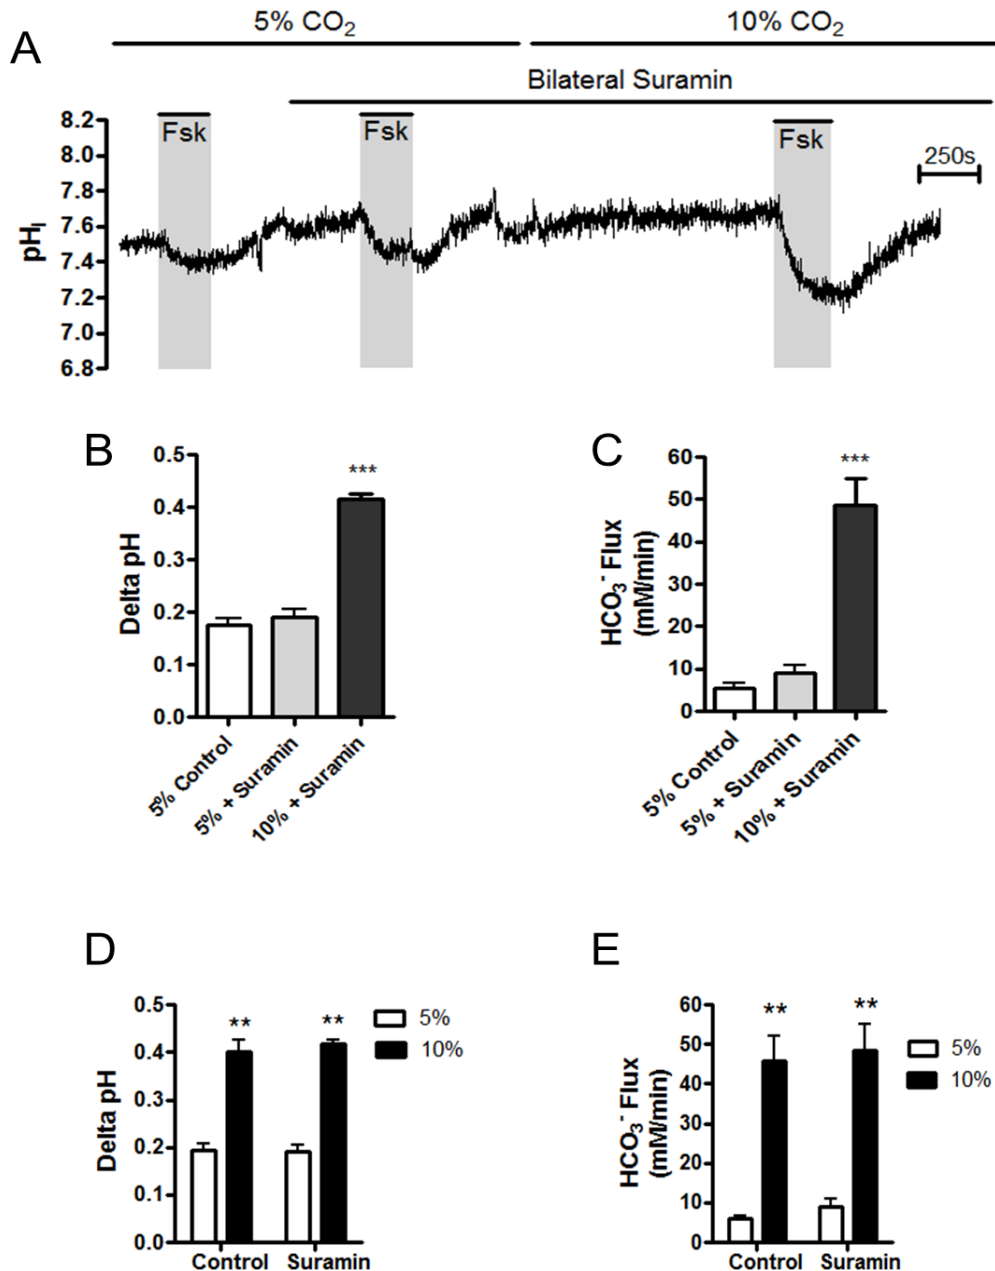 A
5% CO₂
10% CO₂
Bilateral Suramin
Fsk
Fsk
Fsk
250s
pHᵢ
8.2
8.0
7.8
7.6
7.4
7.2
7.0
6.8
B
Delta pH
0.5
0.4
0.3
0.2
0.1
0.0
***
5% Control
5% + Suramin
10% + Suramin
C
HCO₃⁻ Flux
(mM/min)
60
50
40
30
20
10
0
***
5% Control
5% + Suramin
10% + Suramin
D
Delta pH
0.5
0.4
0.3
0.2
0.1
0.0
**
**
5%
10%
Control
Suramin
E
HCO₃⁻ Flux
(mM/min)
60
50
40
30
20
10
0
**
**
5%
10%
Control
Suramin